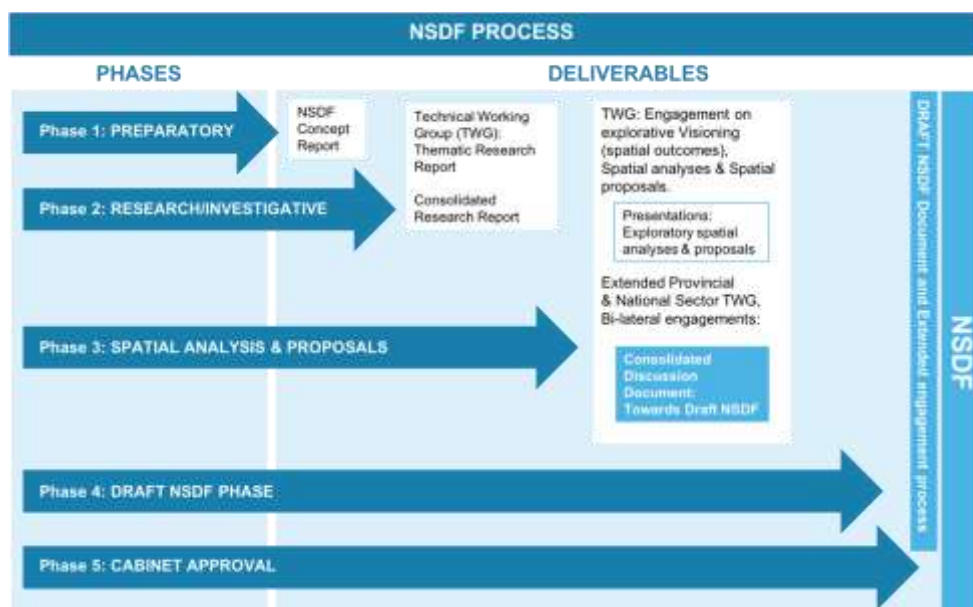 NSDF PROCESS
PHASES
DELIVERABLES
Phase 1: PREPARATORY
NSDF
Concept
Report
Technical Working
Group (TWG):
Thematic Research
Report
Consolidated
Research Report
TWG: Engagement on
explorative Visioning
(spatial outcomes),
Spatial analyses & Spatial
proposals.
Presentations:
Exploratory spatial
analyses & proposals
Extended Provincial
& National Sector TWG,
Bi-lateral engagements:
Consolidated
Discussion
Document:
Towards Draft NSDF
Phase 2: RESEARCH/INVESTIGATIVE
Phase 3: SPATIAL ANALYSIS & PROPOSALS
Phase 4: DRAFT NSDF PHASE
Phase 5: CABINET APPROVAL
DRAFT NSDF Document and Extended engagement process
NSDF